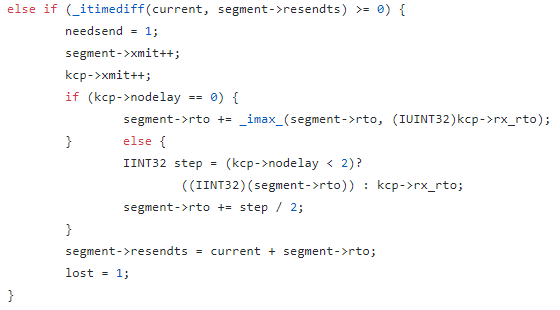 else if (_itimediff(current, segment->resendts) >= 0) {
        needsend = 1;
        segment->xmit++;
        kcp->xmit++;
        if (kcp->nodelay == 0) {
                segment->rto += _imax_(segment->rto, (IUINT32)kcp->rx_rto);
        }       else {
                IINT32 step = (kcp->nodelay < 2)?
                        ((IINT32)(segment->rto)) : kcp->rx_rto;
                segment->rto += step / 2;
        }
        segment->resendts = current + segment->rto;
        lost = 1;
}